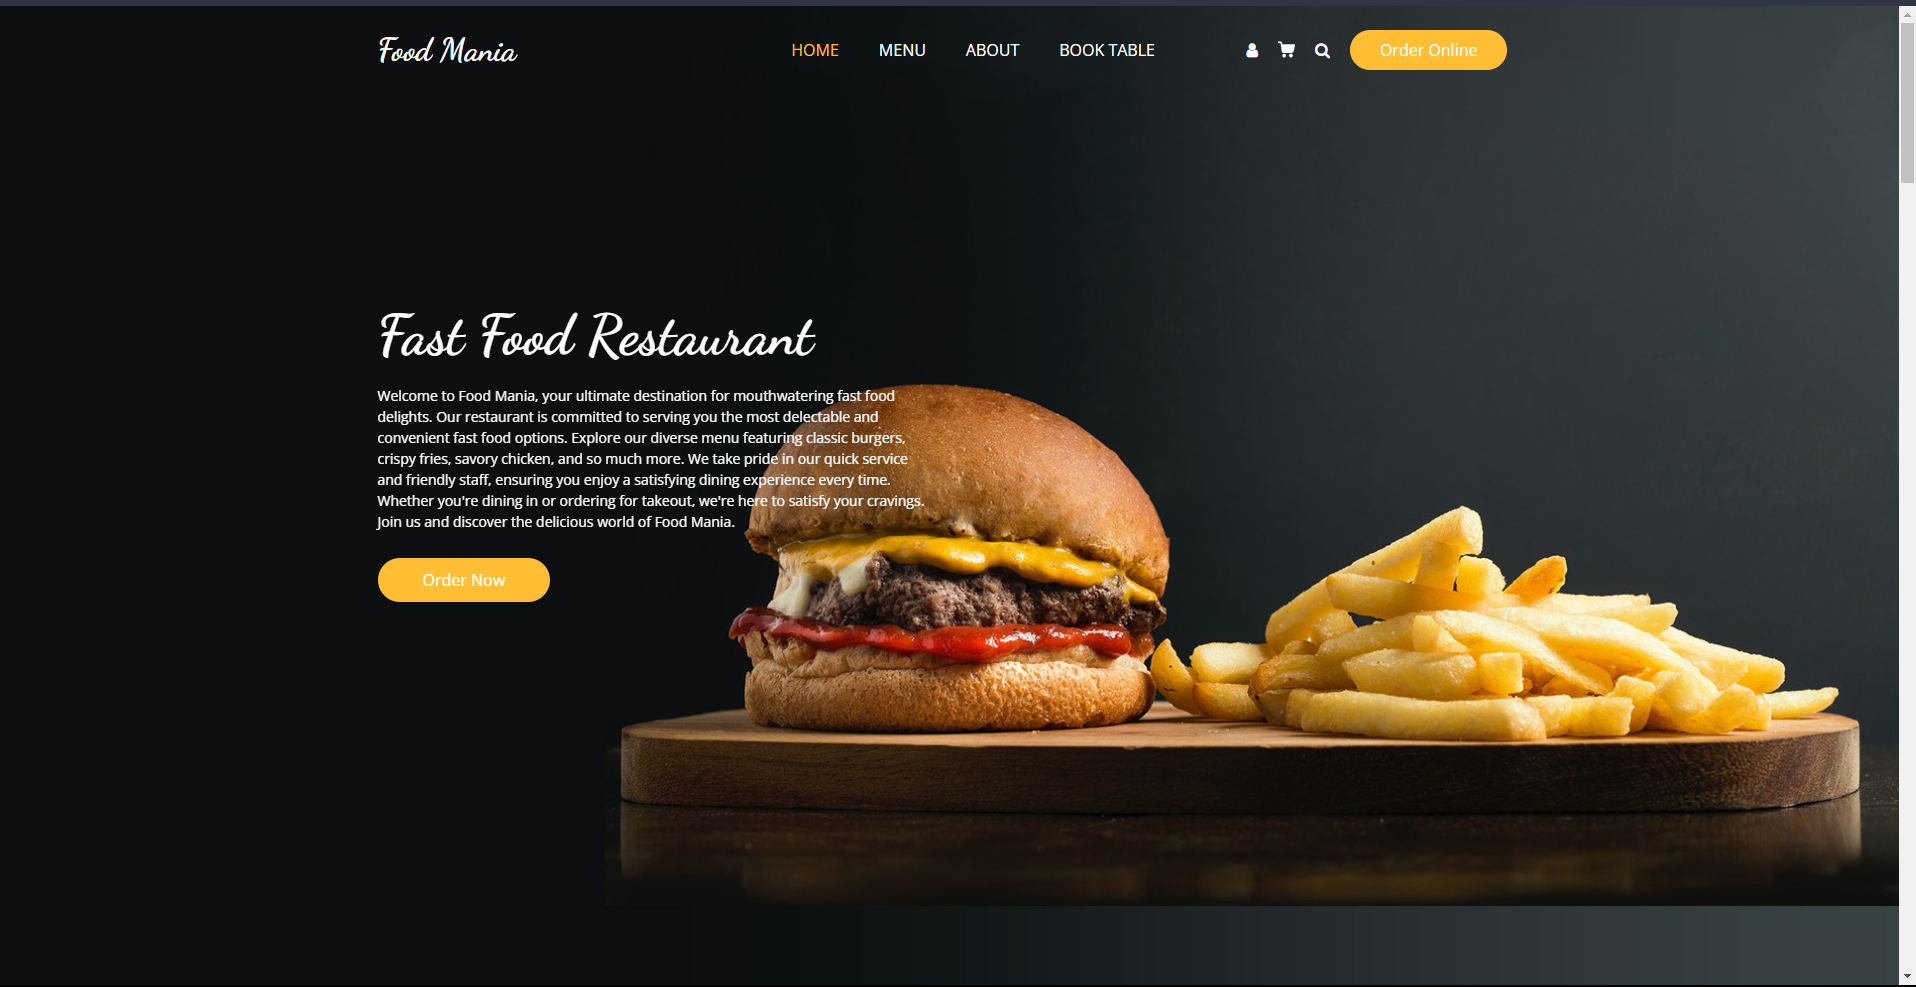 Food Mania
HOME MENU ABOUT BOOK TABLE Order Online
Fast Food Restaurant
Welcome to Food Mania, your ultimate destination for mouthwatering fast food
delights. Our restaurant is committed to serving you the most delectable and
convenient fast food options. Explore our diverse menu featuring classic burgers,
crispy fries, savory chicken, and so much more. We take pride in our quick service
and friendly staff, ensuring you enjoy a satisfying dining experience every time.
Whether you're dining in or ordering for takeout, we're here to satisfy your cravings.
Join us and discover the delicious world of Food Mania.
Order Now